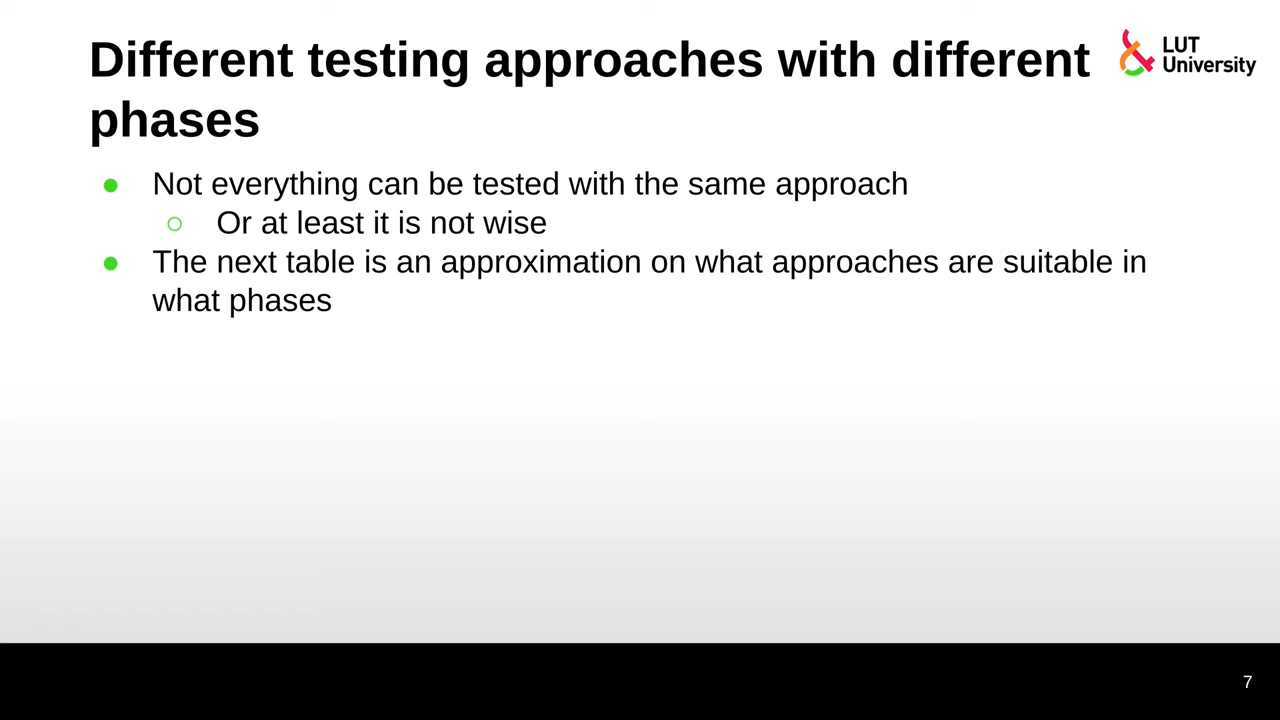 Different testing approaches with different
phases
LUT
University
● Not everything can be tested with the same approach
○ Or at least it is not wise
● The next table is an approximation on what approaches are suitable in
what phases
7